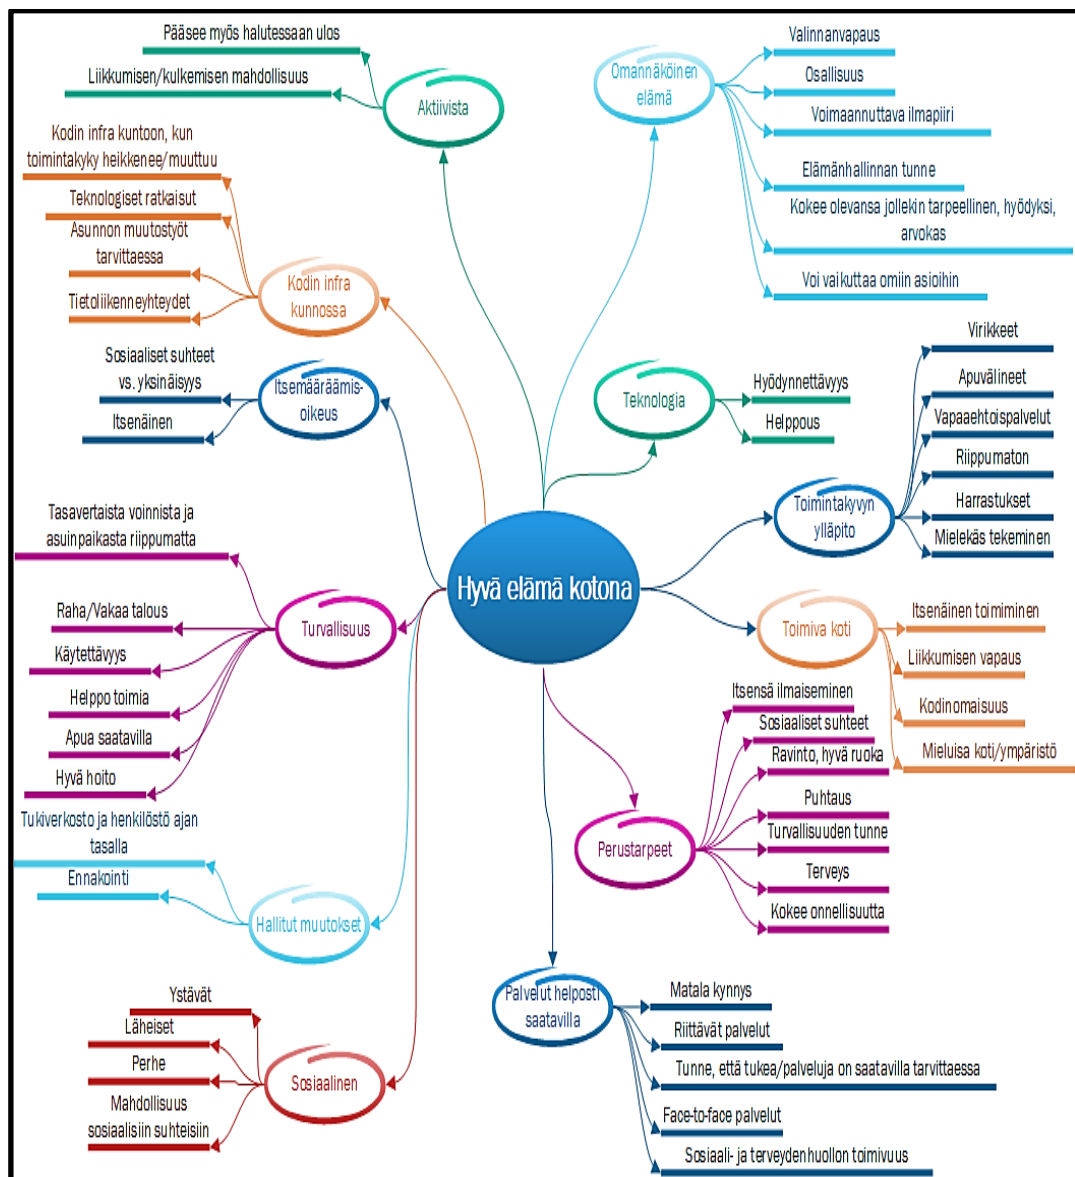 Pääsee myös halutessaan ulos
Liikkumisen/kulkemisen mahdollisuus
Aktiivista
Kodin infra kuntoon, kun
toimintakyky heikkenee/muuttuu
Teknologiset ratkaisut
Asunnon muutostyöt
tarvittaessa
Tietoliikenneyhteydet
Kodin infra
kunnossa
Sosiaaliset suhteet
vs. yksinäisyys
Itsenäinen
Itsemääräämis-
oikeus
Tasavertaista voinnista ja
asuinpaikasta riippumatta
Raha/Vakaa talous
Käytettävyys
Helppo toimia
Apua saatavilla
Hyvä hoito
Turvallisuus
Tukiverkosto ja henkilöstö ajan
tasalla
Ennakointi
Hallitut muutokset
Ystävät
Läheiset
Perhe
Mahdollisuus
sosiaalisiin suhteisiin
Sosiaalinen
Hyvä elämä kotona
Omannäköinen
elämä
Valinnanvapaus
Osallisuus
Voimaannuttava ilmapiiri
Elämänhallinnan tunne
Kokee olevansa jollekin tarpeellinen, hyödyksi,
arvokas
Voi vaikuttaa omiin asioihin
Teknologia
Hyödynnettävyys
Helppous
Toimintakyvyn
ylläpito
Virikkeet
Apuvälineet
Vapaaehtoispalvelut
Riippumaton
Harrastukset
Mielekäs tekeminen
Toimiva koti
Itsenäinen toimiminen
Liikkumisen vapaus
Kodinomaisuus
Mieluisa koti/ympäristö
Perustarpeet
Itsensä ilmaiseminen
Sosiaaliset suhteet
Ravinto, hyvä ruoka
Puhtaus
Turvallisuuden tunne
Terveys
Kokee onnellisuutta
Palvelut helposti
saatavilla
Matala kynnys
Riittävät palvelut
Tunne, että tukea/palveluja on saatavilla tarvittaessa
Face-to-face palvelut
Sosiaali- ja terveydenhuollon toimivuus